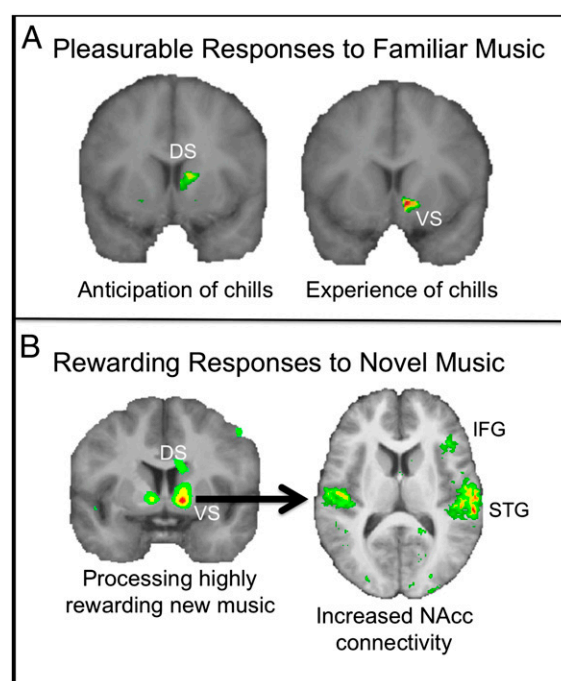 A
Pleasurable Responses to Familiar Music
DS
VS
Anticipation of chills
Experience of chills
B
Rewarding Responses to Novel Music
DS
VS
IFG
STG
Processing highly
rewarding new music
Increased NAcc
connectivity